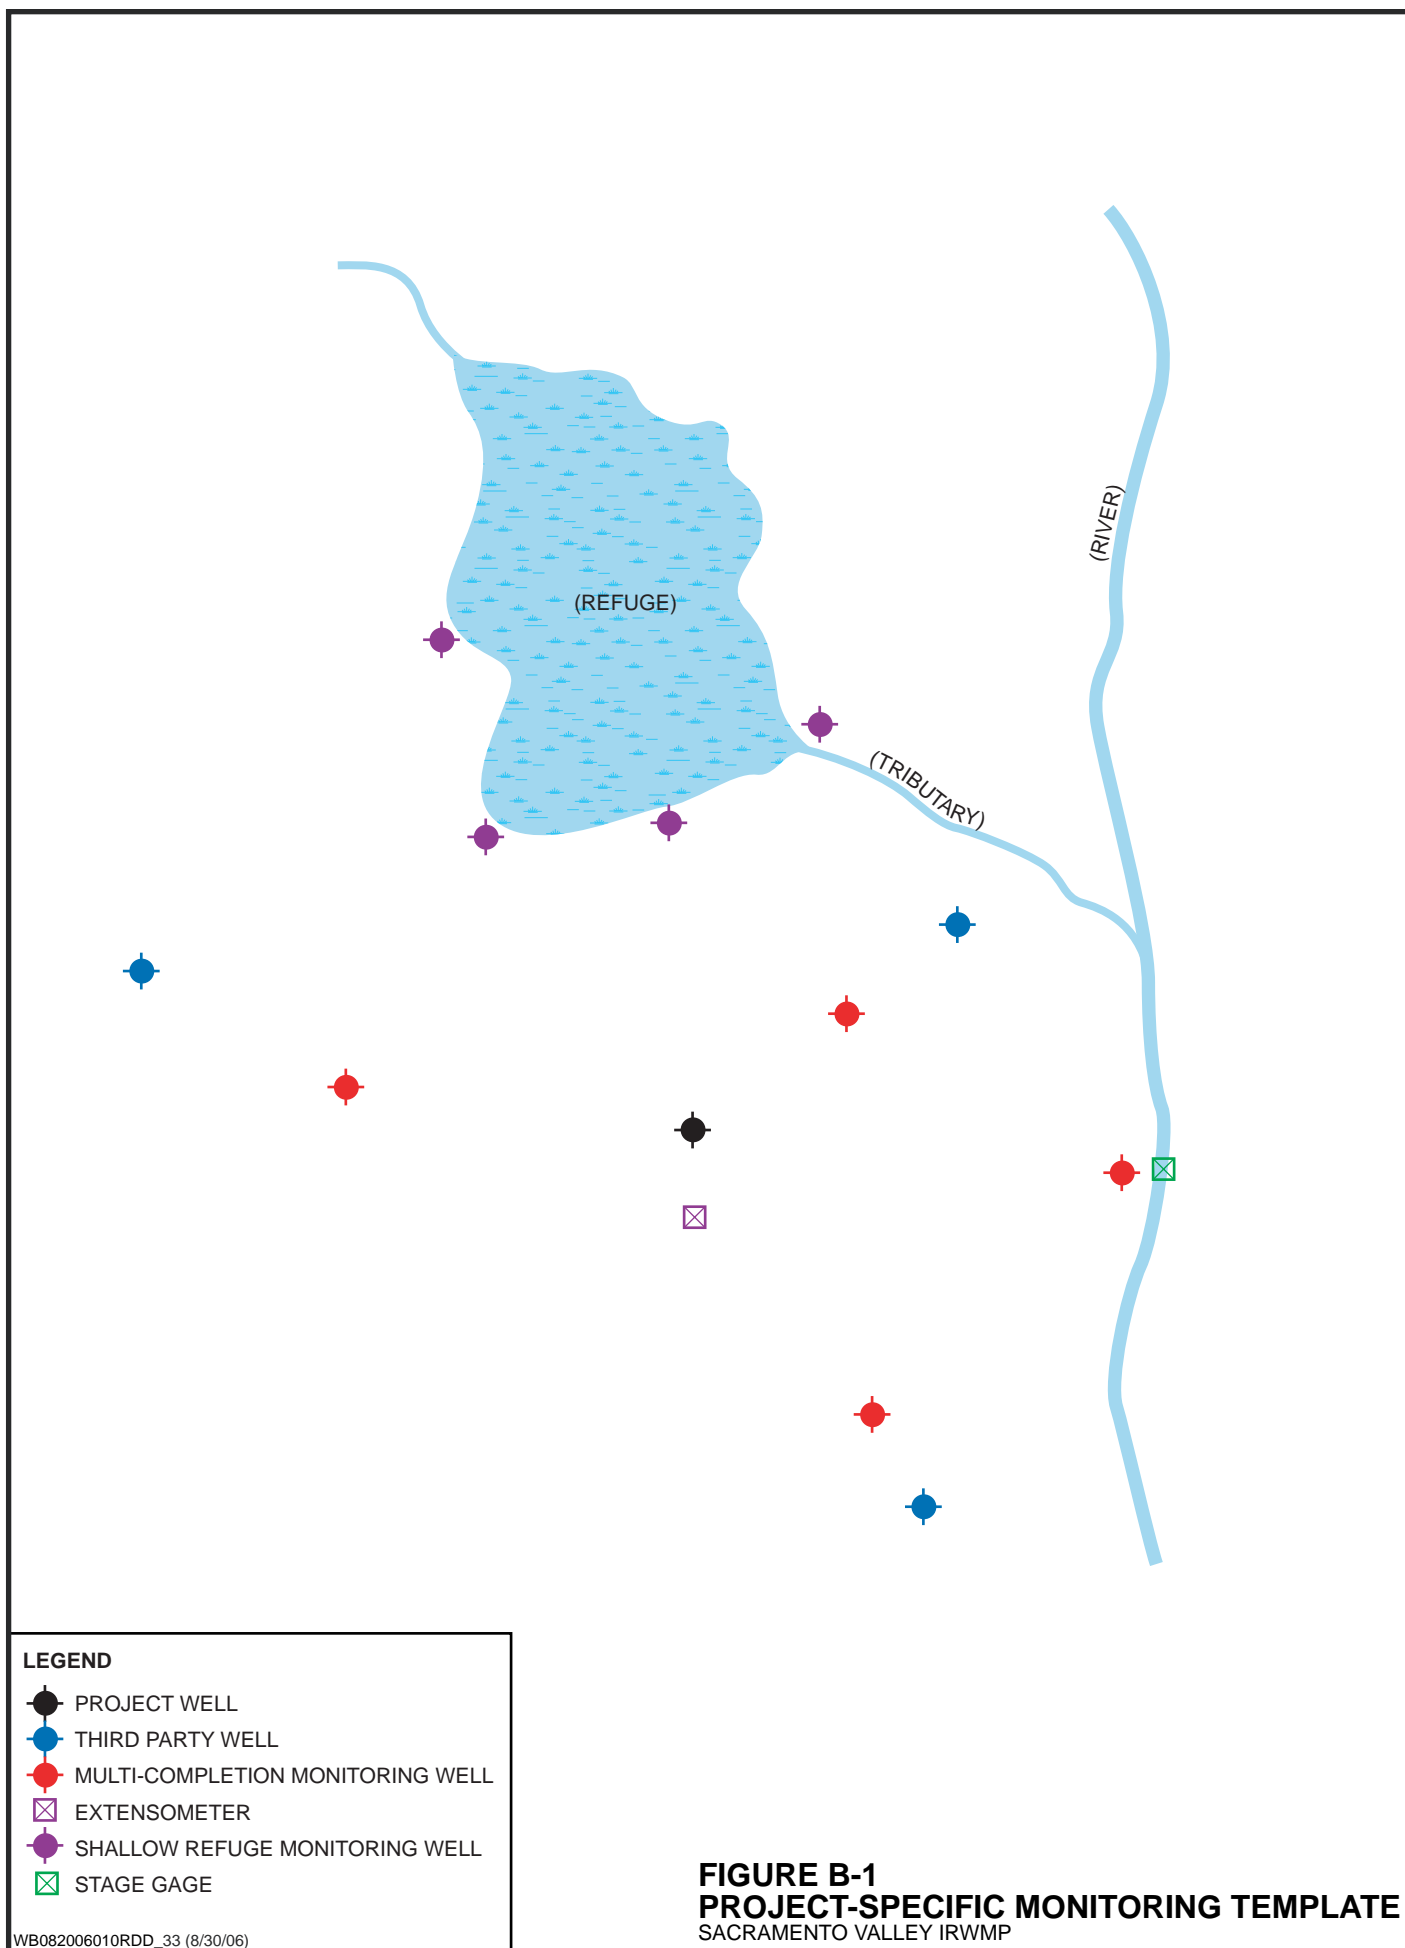 (RIVER)
(REFUGE)
(TRIBUTARY)
LEGEND
PROJECT WELL
THIRD PARTY WELL
MULTI-COMPLETION MONITORING WELL
EXTENSOMETER
SHALLOW REFUGE MONITORING WELL
STAGE GAGE
WB082006010RDD_33 (8/30/06)
FIGURE B-1
PROJECT-SPECIFIC MONITORING TEMPLATE
SACRAMENTO VALLEY IRWMP